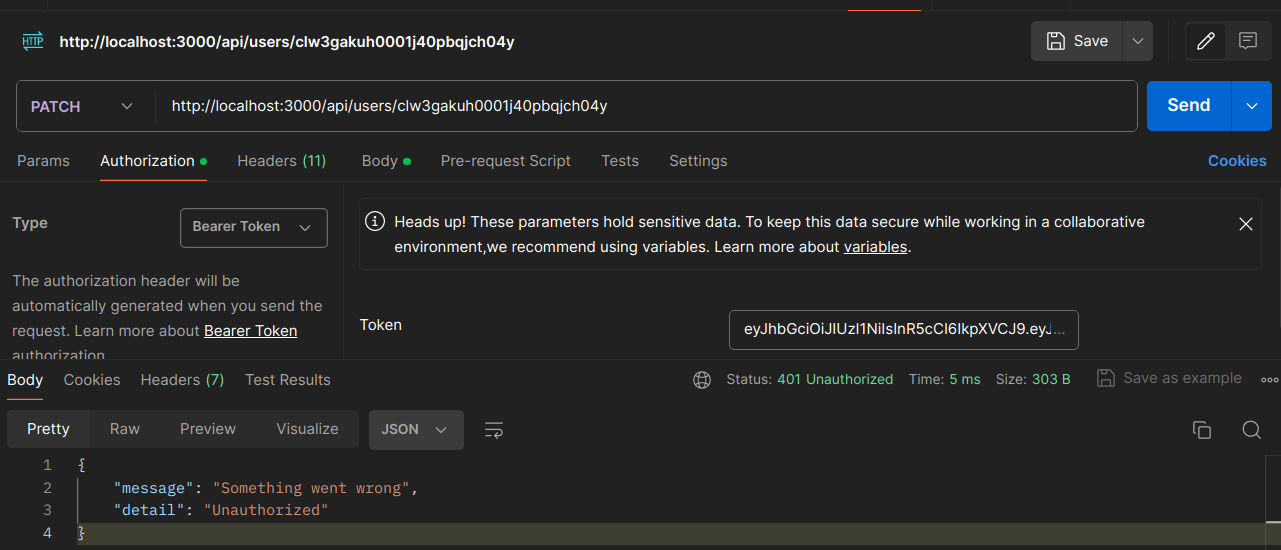 HTTP http://localhost:3000/api/users/clw3gakuh0001j40pbqjch04y Save
PATCH http://localhost:3000/api/users/clw3gakuh0001j40pbqjch04y Send
Params Authorization Headers (11) Body Pre-request Script Tests Settings Cookies
Type Bearer Token
Heads up! These parameters hold sensitive data. To keep this data secure while working in a collaborative
environment,we recommend using variables. Learn more about variables.
The authorization header will be
automatically generated when you send the
request. Learn more about Bearer Token
authorization
Token eyJhbGciOiJIUzI1NiIsInR5cCI6IkpXVCJ9.eyJ...
Body Cookies Headers (7) Test Results Status: 401 Unauthorized Time: 5 ms Size: 303 B Save as example
Pretty Raw Preview Visualize JSON
1 {
2 "message": "Something went wrong",
3 "detail": "Unauthorized"
4 }